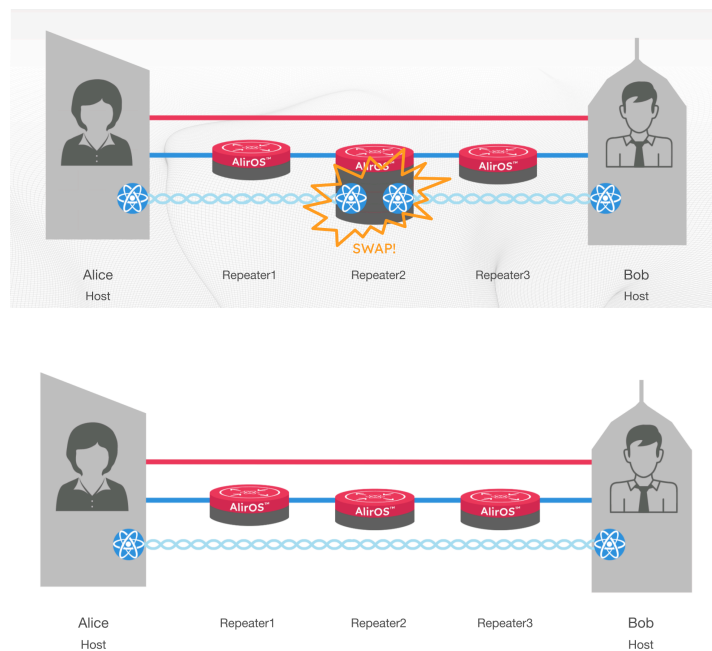 AlirOS™
AlirOS™
AlirOS™
SWAP!
Alice
Repeater1
Repeater2
Repeater3
Bob
Host
Host
AlirOS™
AlirOS™
AlirOS™
Alice
Repeater1
Repeater2
Repeater3
Bob
Host
Host